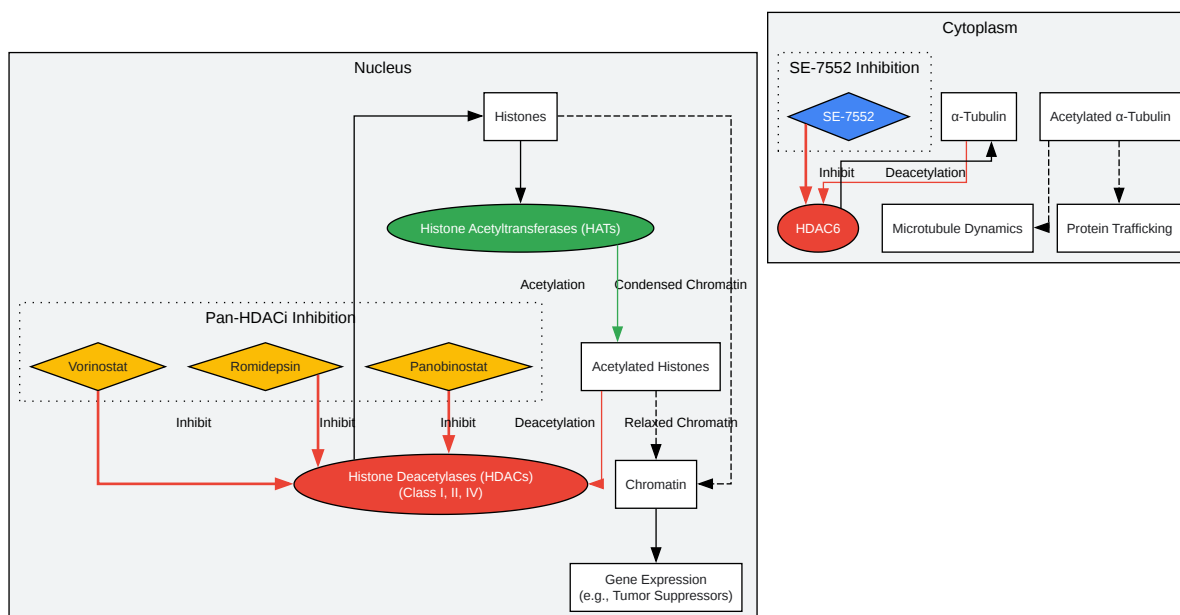 Nucleus
Histones
Histone Acetyltransferases (HATs)
Acetylation
Condensed Chromatin
Pan-HDACi Inhibition
Vorinostat
Romidepsin
Panobinostat
Acetylated Histones
Inhibit
Inhibit
Inhibit
Deacetylation
Relaxed Chromatin
Histone Deacetylases (HDACs)
(Class I, II, IV)
Chromatin
Gene Expression
(e.g., Tumor Suppressors)
Cytoplasm
SE-7552 Inhibition
SE-7552
α-Tubulin
Acetylated α-Tubulin
Inhibit
Deacetylation
HDAC6
Microtubule Dynamics
Protein Trafficking